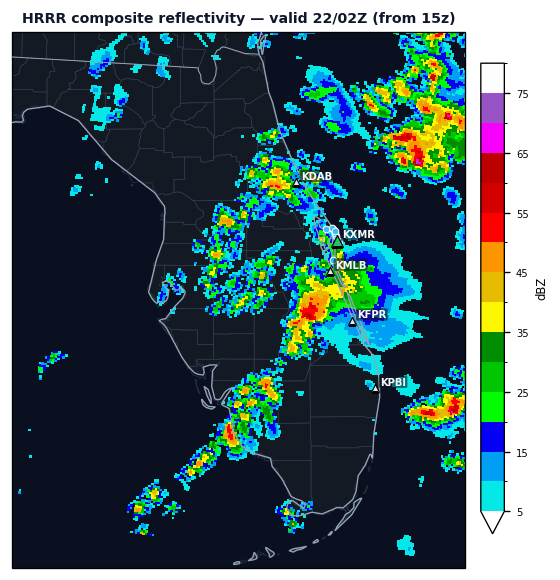 HRRR composite reflectivity — valid 22/02Z (from 15z)
75
KDAB
65
KXMR
55
KMLB
45
dBZ
KFPR
35
KPBI
25
15
5